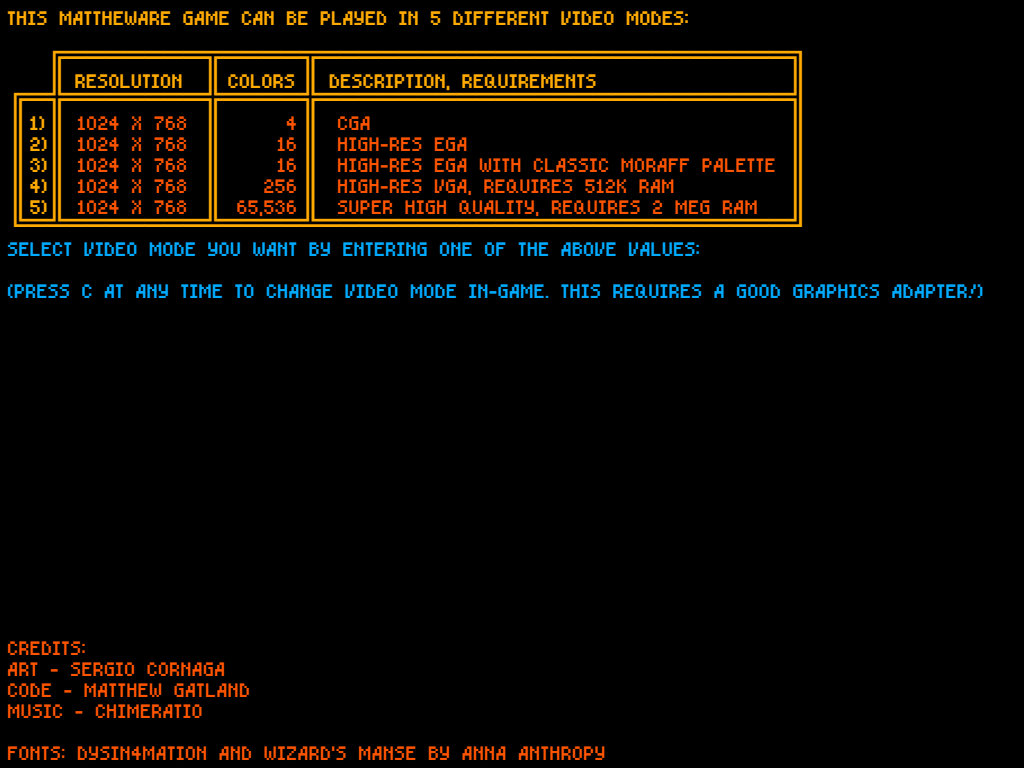 THIS MATTHEWARE GAME CAN BE PLAYED IN 5 DIFFERENT VIDEO MODES:
RESOLUTION COLORS DESCRIPTION, REQUIREMENTS
1) 1024 X 768 4 CGA
2) 1024 X 768 16 HIGH-RES EGA
3) 1024 X 768 16 HIGH-RES EGA WITH CLASSIC MORAFF PALETTE
4) 1024 X 768 256 HIGH-RES VGA, REQUIRES 512K RAM
5) 1024 X 768 65,536 SUPER HIGH QUALITY, REQUIRES 2 MEG RAM
SELECT VIDEO MODE YOU WANT BY ENTERING ONE OF THE ABOVE VALUES:
(PRESS C AT ANY TIME TO CHANGE VIDEO MODE IN-GAME. THIS REQUIRES A GOOD GRAPHICS ADAPTER!)
CREDITS:
ART - SERGIO CORNAGA
CODE - MATTHEW GATLAND
MUSIC - CHIMERATIO
FONTS: DYSIN4MATION AND WIZARD'S MANSE BY ANNA ANTHROPY